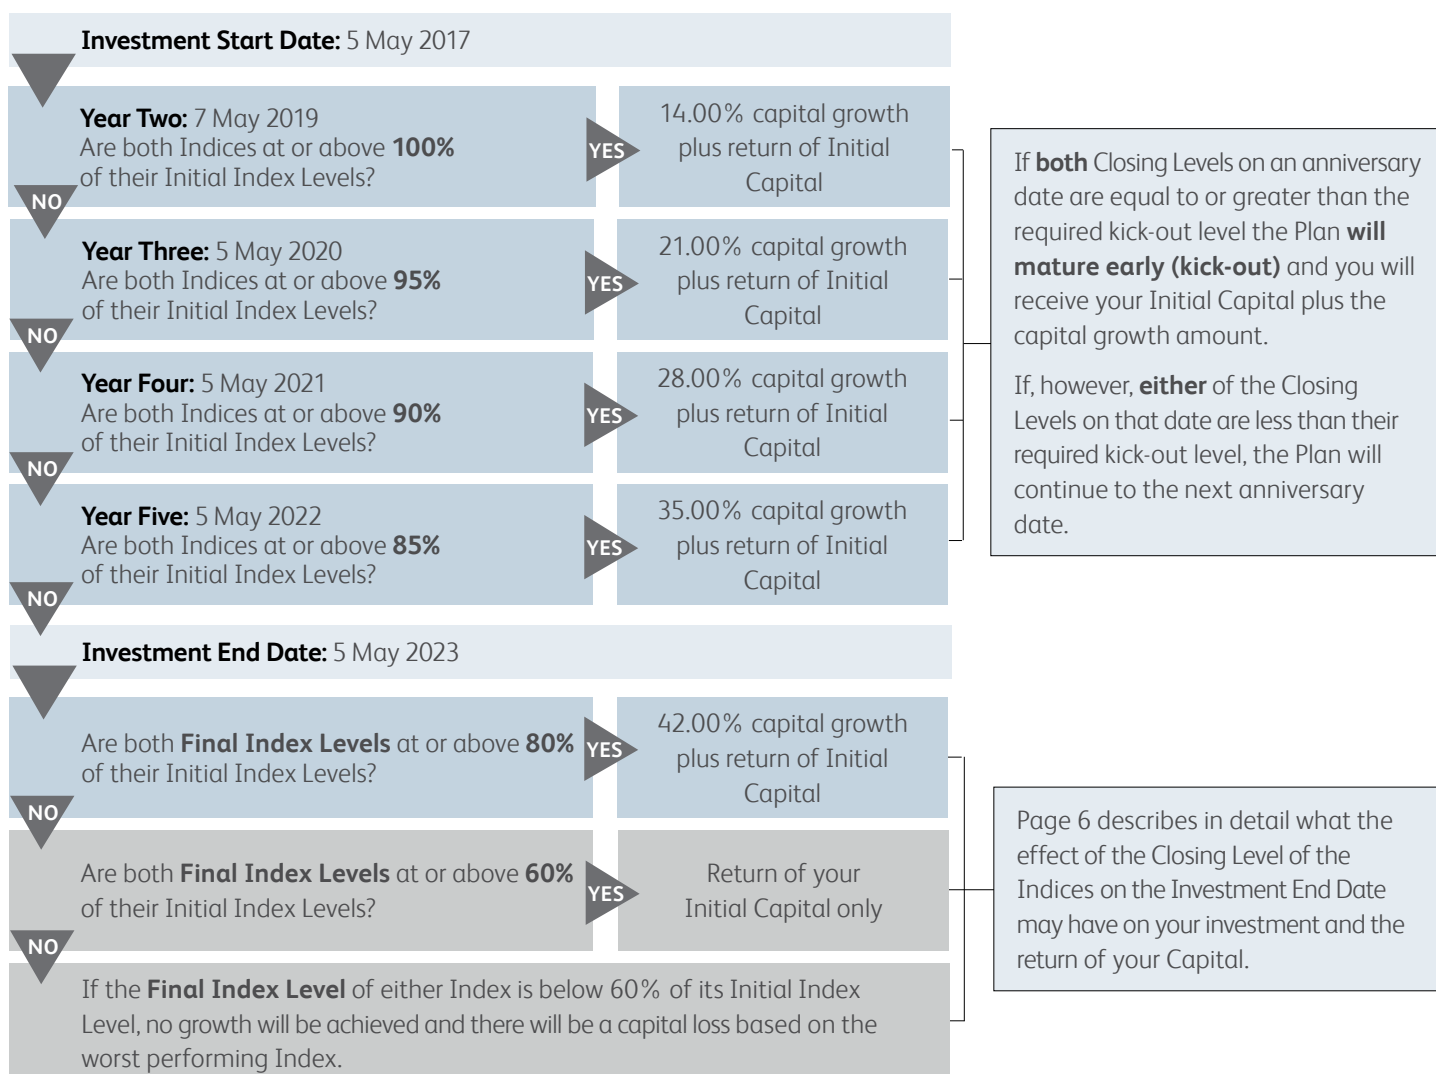 Investment Start Date: 5 May 2017
Year Two: 7 May 2019
Are both Indices at or above 100%
of their Initial Index Levels?
YES
14.00% capital growth
plus return of Initial
Capital
NO
Year Three: 5 May 2020
Are both Indices at or above 95%
of their Initial Index Levels?
YES
21.00% capital growth
plus return of Initial
Capital
NO
Year Four: 5 May 2021
Are both Indices at or above 90%
of their Initial Index Levels?
YES
28.00% capital growth
plus return of Initial
Capital
NO
Year Five: 5 May 2022
Are both Indices at or above 85%
of their Initial Index Levels?
YES
35.00% capital growth
plus return of Initial
Capital
NO
If both Closing Levels on an anniversary
date are equal to or greater than the
required kick-out level the Plan will
mature early (kick-out) and you will
receive your Initial Capital plus the
capital growth amount.
If, however, either of the Closing
Levels on that date are less than their
required kick-out level, the Plan will
continue to the next anniversary
date.
Investment End Date: 5 May 2023
Are both Final Index Levels at or above 80%
of their Initial Index Levels?
YES
42.00% capital growth
plus return of Initial
Capital
NO
Are both Final Index Levels at or above 60%
of their Initial Index Levels?
YES
Return of your
Initial Capital only
NO
If the Final Index Level of either Index is below 60% of its Initial Index
Level, no growth will be achieved and there will be a capital loss based on the
worst performing Index.
Page 6 describes in detail what the
effect of the Closing Level of the
Indices on the Investment End Date
may have on your investment and the
return of your Capital.